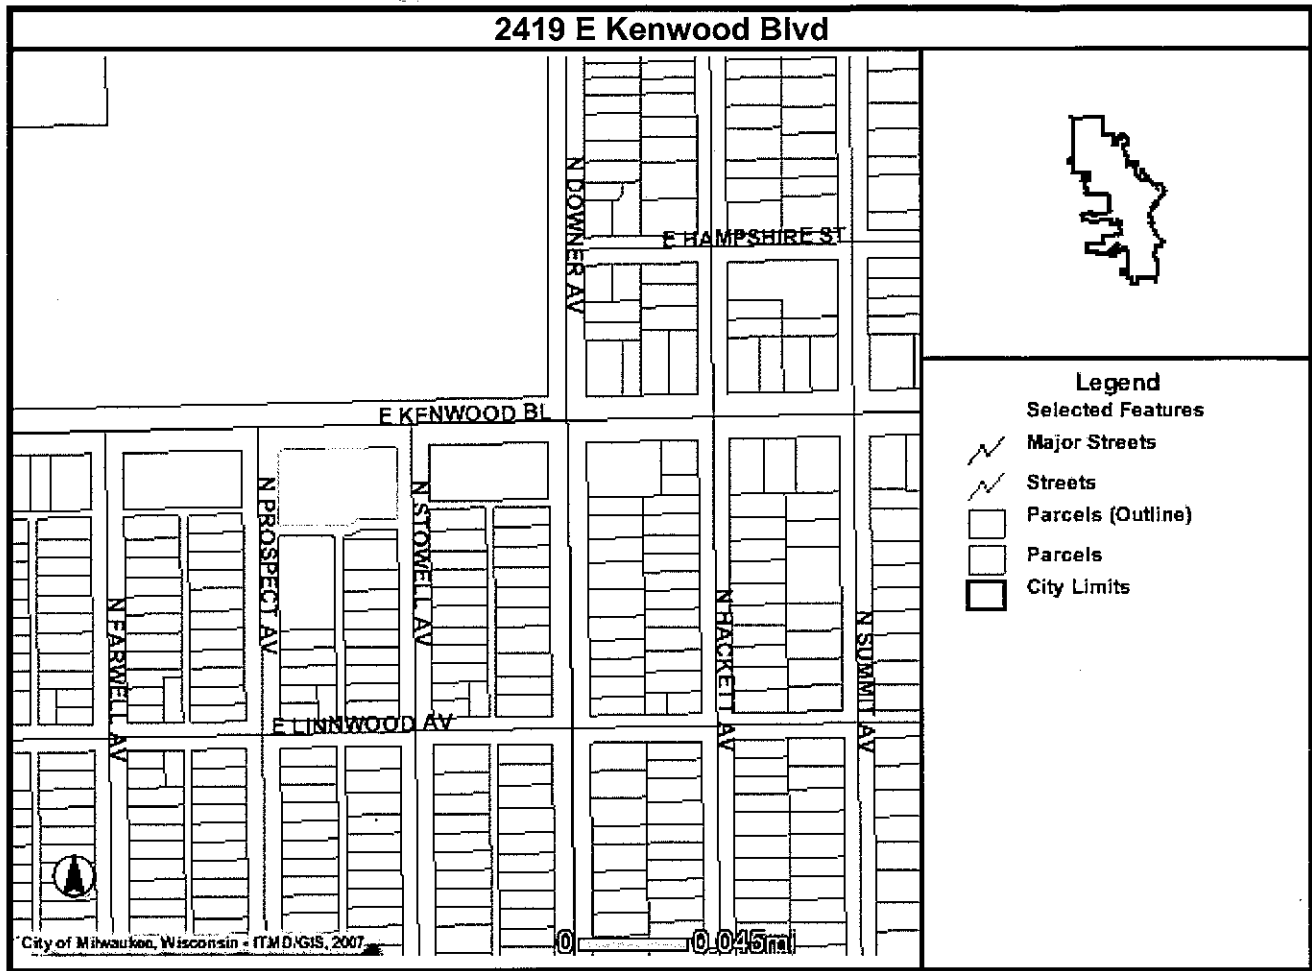 2419 E Kenwood Blvd
N DOWNER AV
E HAMPSHIRE ST
E KENWOOD BL
N PROSPECT AV
N STOWELL AV
N FARWELL AV
N HACKETT AV
N SUMMIT AV
E LINNWOOD AV
City of Milwaukee, Wisconsin - ITMD/GIS, 2007
0 0.045mi
Legend
Selected Features
Major Streets
Streets
Parcels (Outline)
Parcels
City Limits